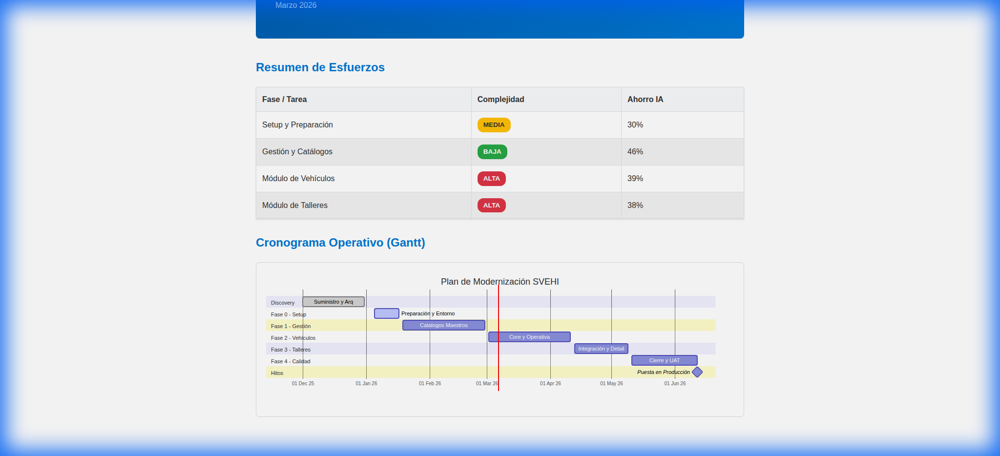 Marzo 2026
Resumen de Esfuerzos
Fase / Tarea Complejidad Ahorro IA
Setup y Preparación MEDIA 30%
Gestión y Catálogos BAJA 46%
Módulo de Vehículos ALTA 39%
Módulo de Talleres ALTA 38%
Cronograma Operativo (Gantt)
Plan de Modernización SVEHI
Discovery Suministro y Arq
Fase 0 - Setup Preparación y Entorno
Fase 1 - Gestión Catalogos Maestros
Fase 2 - Vehículos Core y Operativa
Fase 3 - Talleres Integración y Detail
Fase 4 - Calidad Cierre y UAT
Hitos Puesta en Producción
01 Dec 25 01 Jan 26 01 Feb 26 01 Mar 26 01 Apr 26 01 May 26 01 Jun 26